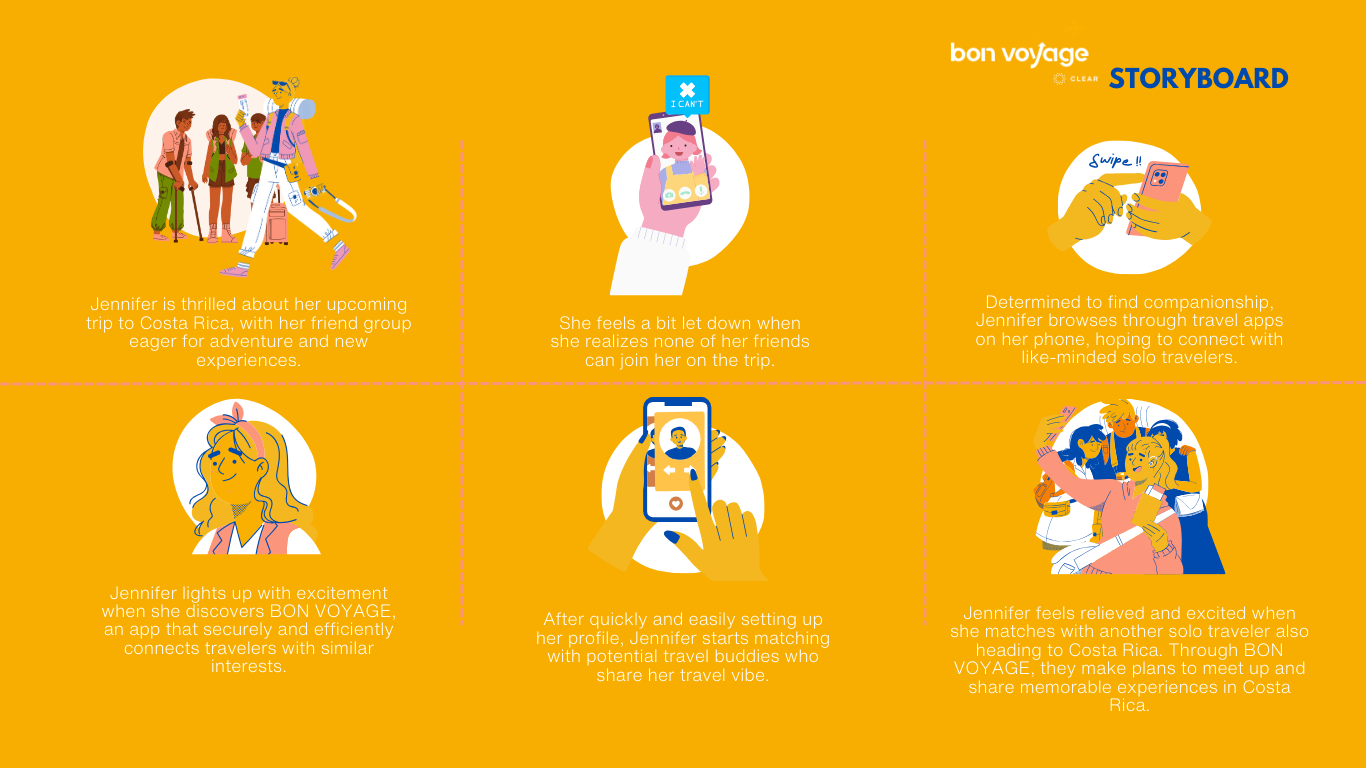 bon voyage
CLEAR
STORYBOARD
Jennifer is thrilled about her upcoming
trip to Costa Rica, with her friend group
eager for adventure and new
experiences.
I CAN'T
She feels a bit let down when
she realizes none of her friends
can join her on the trip.
Swipe !!
Determined to find companionship,
Jennifer browses through travel apps
on her phone, hoping to connect with
like-minded solo travelers.
Jennifer lights up with excitement
when she discovers BON VOYAGE,
an app that securely and efficiently
connects travelers with similar
interests.
After quickly and easily setting up
her profile, Jennifer starts matching
with potential travel buddies who
share her travel vibe.
Jennifer feels relieved and excited when
she matches with another solo traveler also
heading to Costa Rica. Through BON
VOYAGE, they make plans to meet up and
share memorable experiences in Costa
Rica.